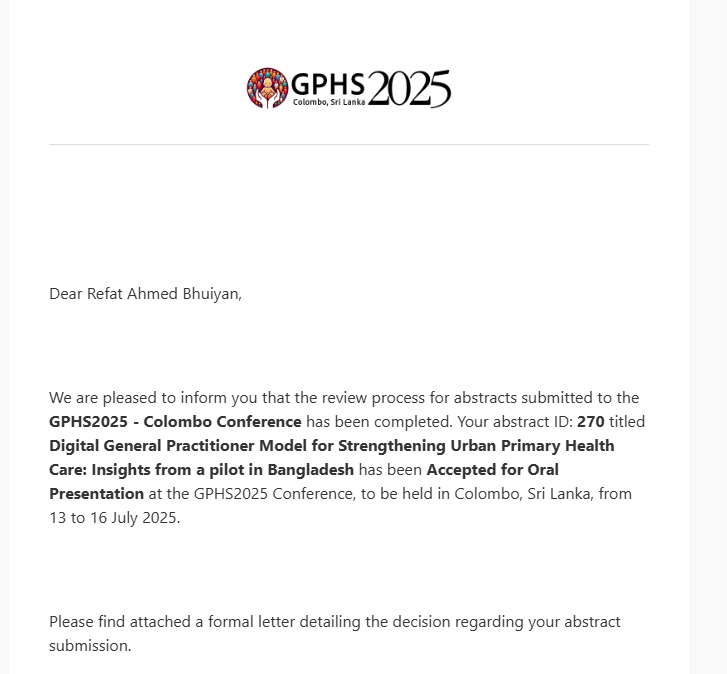 GPHS 2025
Colombo, Sri Lanka
Dear Refat Ahmed Bhuiyan,
We are pleased to inform you that the review process for abstracts submitted to the
GPHS2025 - Colombo Conference has been completed. Your abstract ID: 270 titled
Digital General Practitioner Model for Strengthening Urban Primary Health
Care: Insights from a pilot in Bangladesh has been Accepted for Oral
Presentation at the GPHS2025 Conference, to be held in Colombo, Sri Lanka, from
13 to 16 July 2025.
Please find attached a formal letter detailing the decision regarding your abstract
submission.